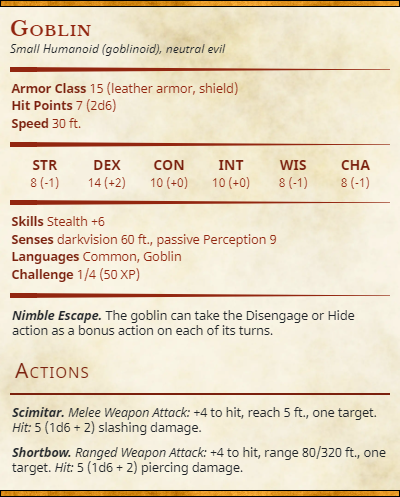 Goblin
Small Humanoid (goblinoid), neutral evil
Armor Class 15 (leather armor, shield)
Hit Points 7 (2d6)
Speed 30 ft.
STR DEX CON INT WIS CHA
8 (-1) 14 (+2) 10 (+0) 10 (+0) 8 (-1) 8 (-1)
Skills Stealth +6
Senses darkvision 60 ft., passive Perception 9
Languages Common, Goblin
Challenge 1/4 (50 XP)
Nimble Escape. The goblin can take the Disengage or Hide
action as a bonus action on each of its turns.
Actions
Scimitar. Melee Weapon Attack: +4 to hit, reach 5 ft., one target.
Hit: 5 (1d6 + 2) slashing damage.
Shortbow. Ranged Weapon Attack: +4 to hit, range 80/320 ft., one
target. Hit: 5 (1d6 + 2) piercing damage.